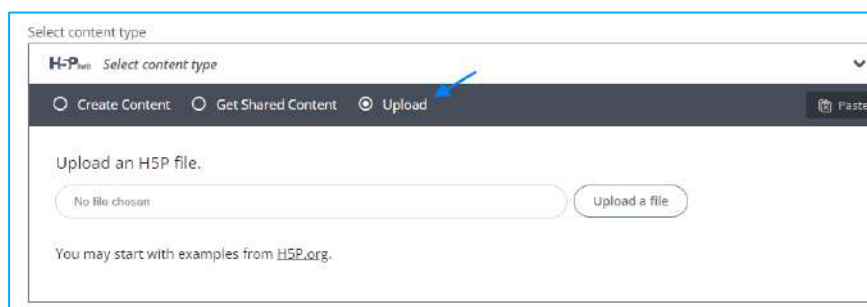 Select content type
H5P hub Select content type
Create Content Get Shared Content Upload Paste
Upload an H5P file.
No file chosen Upload a file
You may start with examples from H5P.org.